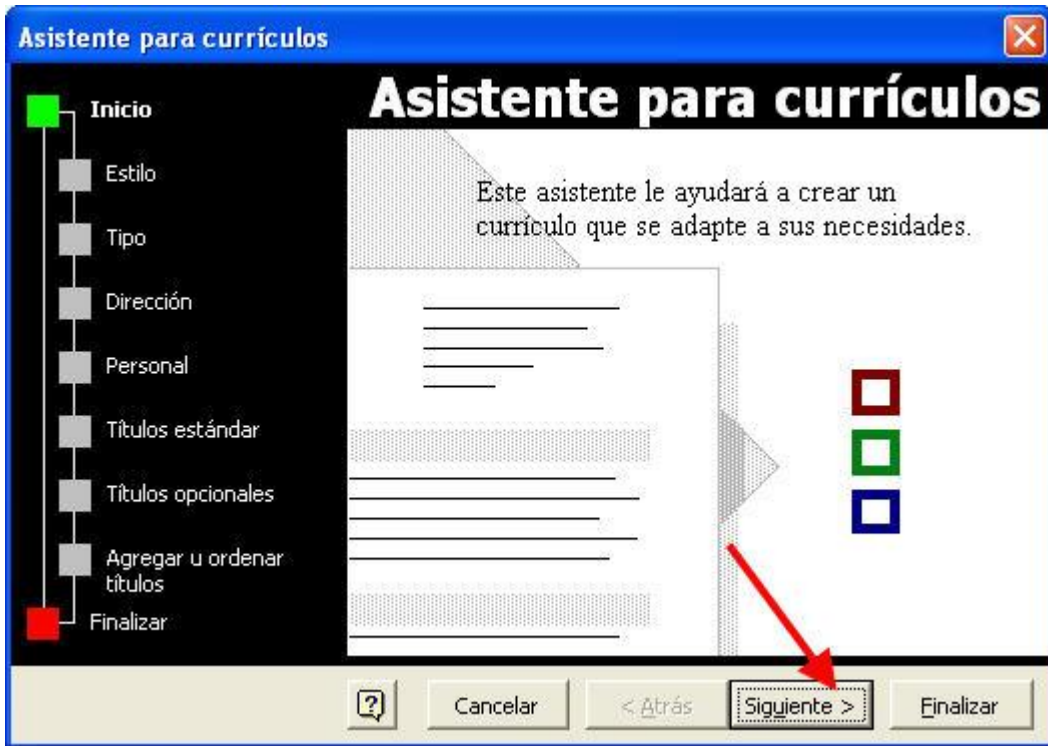 Asistente para currículos
Asistente para currículos
Inicio
Estilo
Tipo
Dirección
Personal
Títulos estándar
Títulos opcionales
Agregar u ordenar
títulos
Finalizar
Este asistente le ayudará a crear un
currículo que se adapte a sus necesidades.
Cancelar
< Atrás
Siguiente >
Finalizar